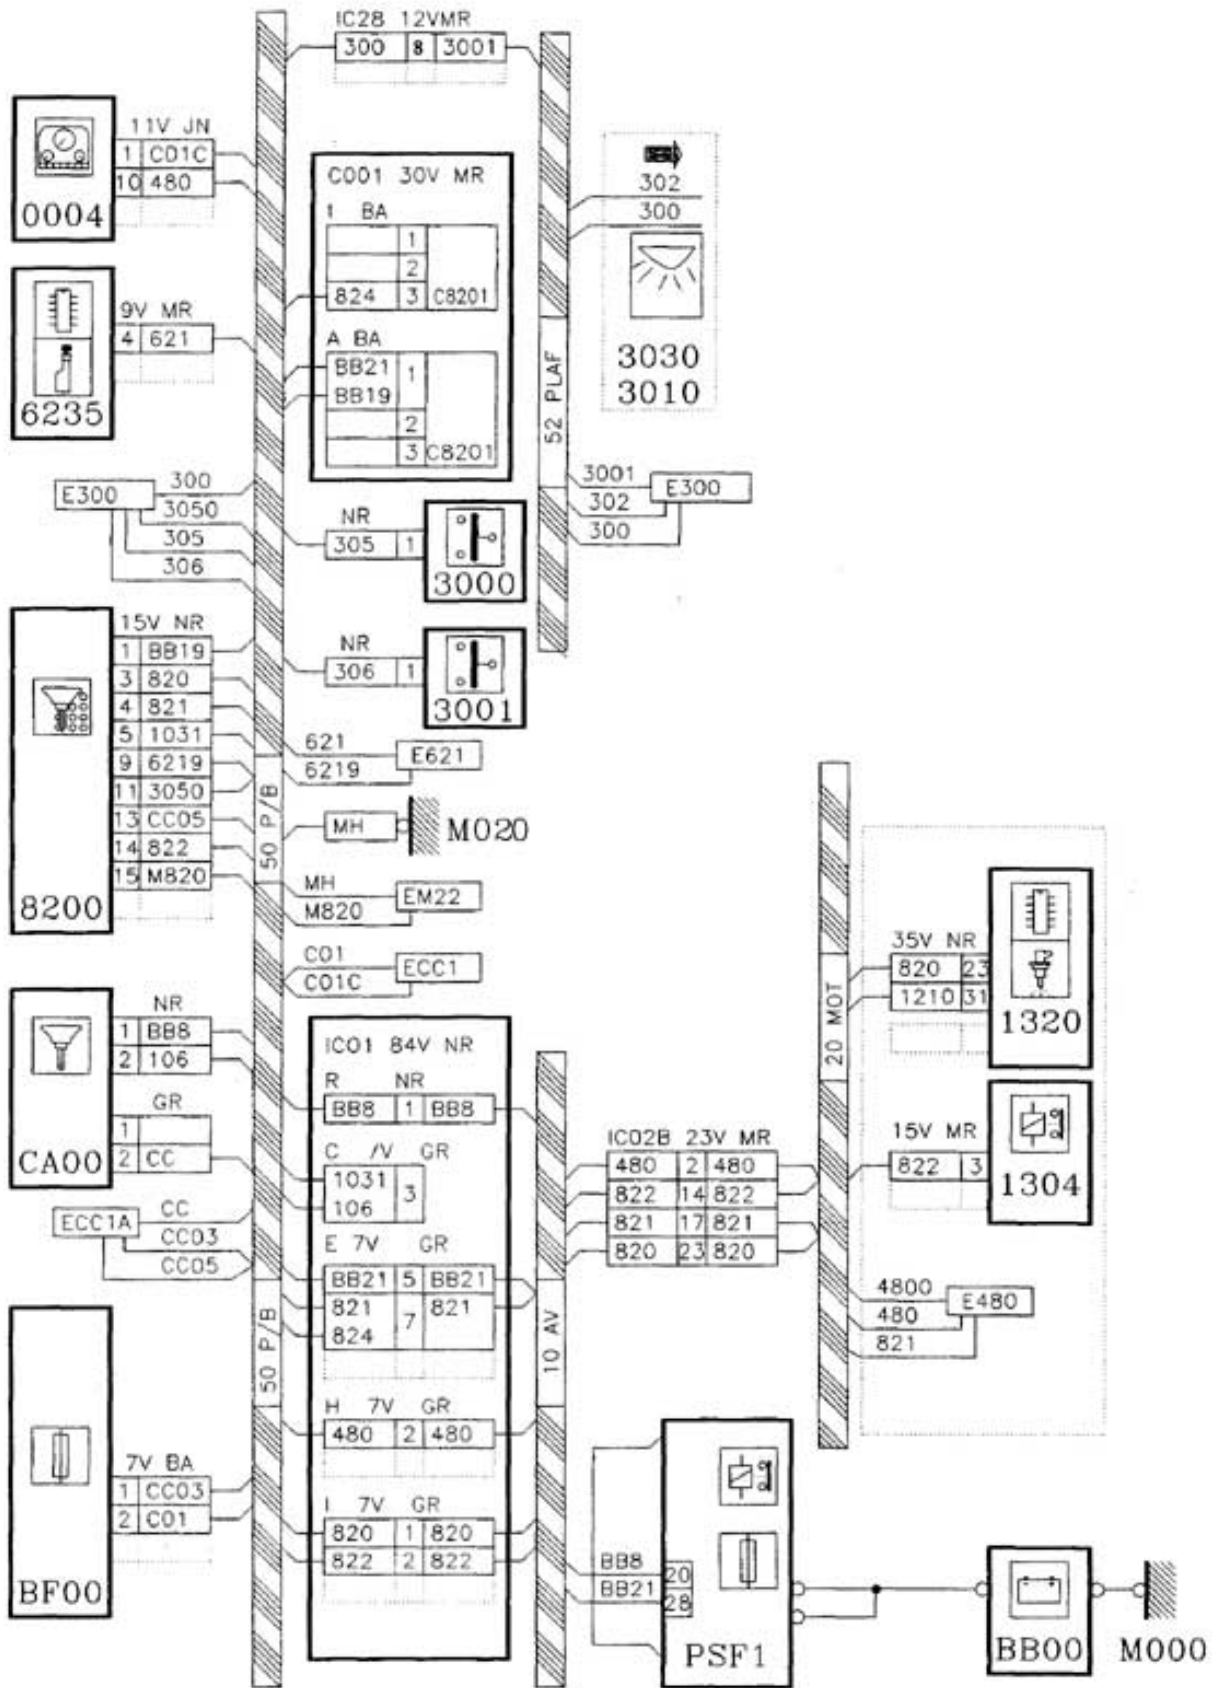 IC28 12VMR
300 8 3001
11V JN
1 C01C
10 480
0004
C001 30V MR
1 BA
1
2
824 3 C8201
A BA
BB21 1
BB19
2
3 C8201
302
300
3030
3010
52 PLAF
9V MR
4 621
6235
E300
300
3050
305
306
NR
305 1
3000
3001
302
300
E300
NR
306 1
3001
15V NR
1 BB19
3 820
4 821
5 1031
9 6219
11 3050
13 CC05
14 822
15 M820
8200
50 P/B
621
6219
E621
MH
M020
MH
M820
EM22
C01
C01C
ECC1
20 MOT
35V NR
820 23
1210 31
1320
15V MR
822 3
1304
4800
480
821
E480
NR
1 BB8
2 106
GR
1
2 CC
CA00
IC01 84V NR
R NR
BB8 1 BB8
C /V GR
1031 3
106
E 7V GR
BB21 5 BB21
821 7 821
824
H 7V GR
480 2 480
I 7V GR
820 1 820
822 2 822
IC02B 23V MR
480 2 480
822 14 822
821 17 821
820 23 820
10 AV
ECC1A
CC
CC03
CC05
50 P/B
7V BA
1 CC03
2 C01
BF00
BB8 20
BB21 28
PSF1
BB00
M000